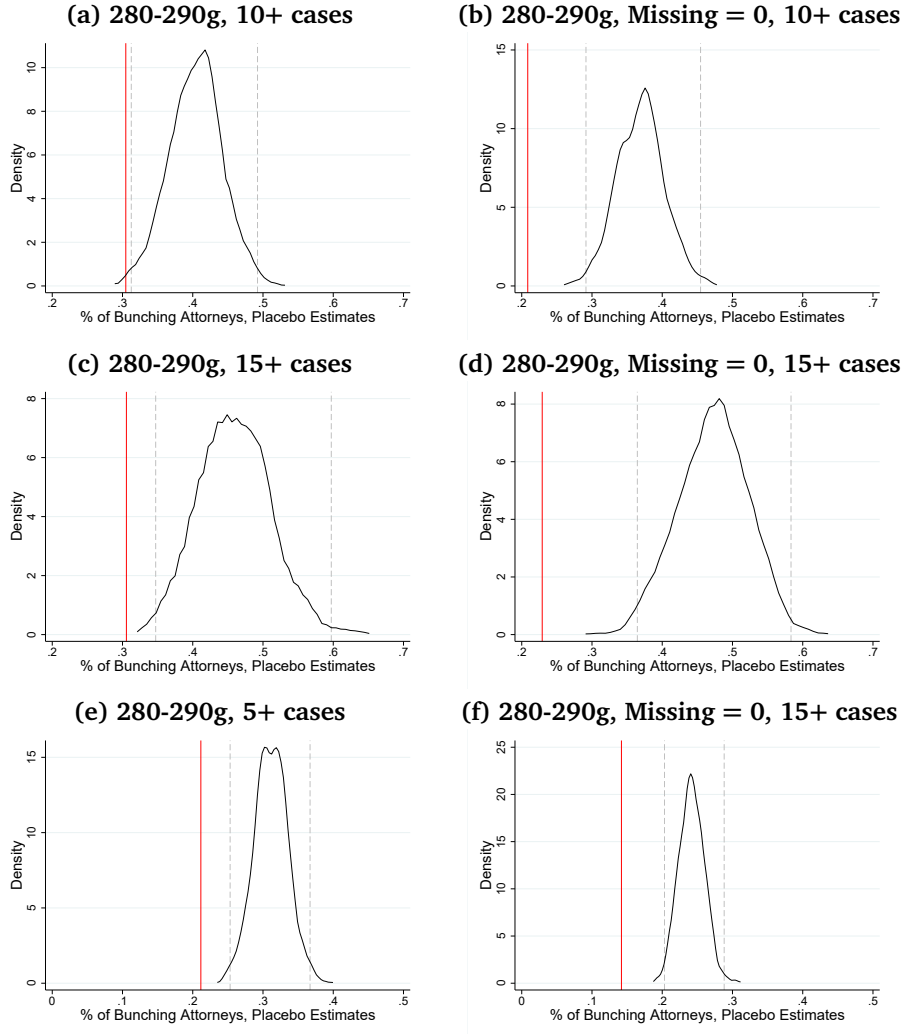 (a) 280-290g, 10+ cases
Density
0
2
4
6
8
10
.2 .3 .4 .5 .6 .7
% of Bunching Attorneys, Placebo Estimates
(b) 280-290g, Missing = 0, 10+ cases
Density
0
5
10
15
.2 .3 .4 .5 .6 .7
% of Bunching Attorneys, Placebo Estimates
(c) 280-290g, 15+ cases
Density
0
2
4
6
8
.2 .3 .4 .5 .6 .7
% of Bunching Attorneys, Placebo Estimates
(d) 280-290g, Missing = 0, 15+ cases
Density
0
2
4
6
8
.2 .3 .4 .5 .6 .7
% of Bunching Attorneys, Placebo Estimates
(e) 280-290g, 5+ cases
Density
0
5
10
15
0 .1 .2 .3 .4 .5
% of Bunching Attorneys, Placebo Estimates
(f) 280-290g, Missing = 0, 15+ cases
Density
0
5
10
15
20
25
0 .1 .2 .3 .4 .5
% of Bunching Attorneys, Placebo Estimates